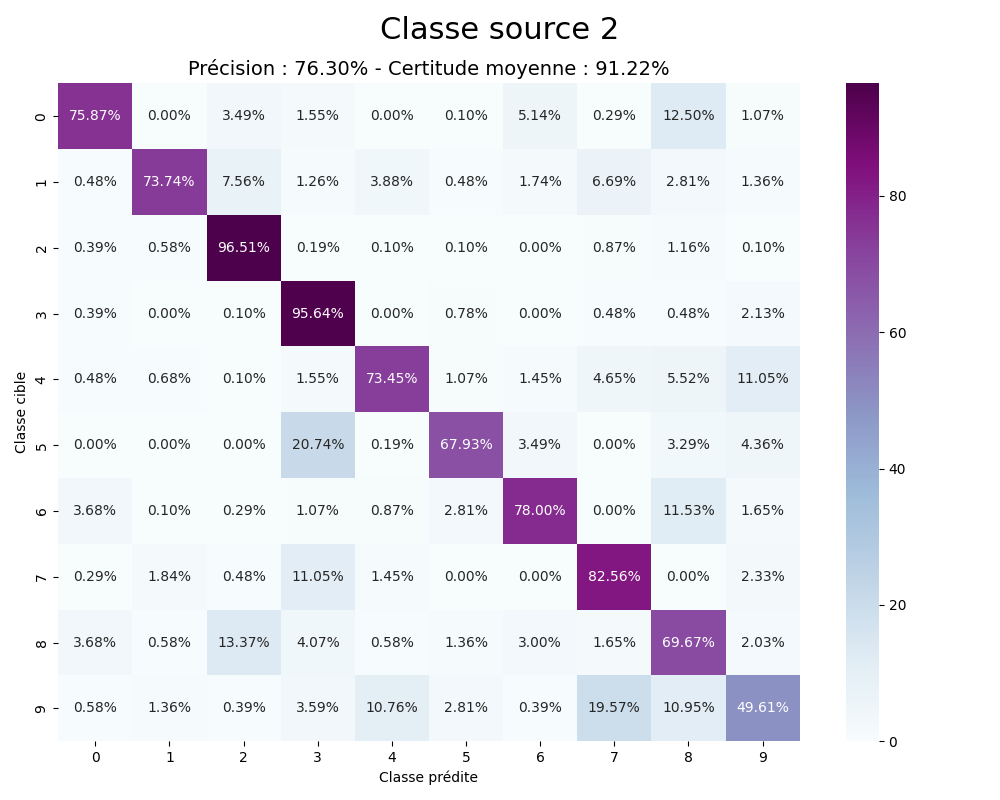 Classe source 2
Précision : 76.30% - Certitude moyenne : 91.22%
0 75.87% 0.00% 3.49% 1.55% 0.00% 0.10% 5.14% 0.29% 12.50% 1.07%
1 0.48% 73.74% 7.56% 1.26% 3.88% 0.48% 1.74% 6.69% 2.81% 1.36%
80
2 0.39% 0.58% 96.51% 0.19% 0.10% 0.10% 0.00% 0.87% 1.16% 0.10%
3 0.39% 0.00% 0.10% 95.64% 0.00% 0.78% 0.00% 0.48% 0.48% 2.13%
60
4 0.48% 0.68% 0.10% 1.55% 73.45% 1.07% 1.45% 4.65% 5.52% 11.05%
Classe cible
5 0.00% 0.00% 0.00% 20.74% 0.19% 67.93% 3.49% 0.00% 3.29% 4.36%
40
6 3.68% 0.10% 0.29% 1.07% 0.87% 2.81% 78.00% 0.00% 11.53% 1.65%
7 0.29% 1.84% 0.48% 11.05% 1.45% 0.00% 0.00% 82.56% 0.00% 2.33%
20
8 3.68% 0.58% 13.37% 4.07% 0.58% 1.36% 3.00% 1.65% 69.67% 2.03%
9 0.58% 1.36% 0.39% 3.59% 10.76% 2.81% 0.39% 19.57% 10.95% 49.61%
0
0 1 2 3 4 5 6 7 8 9
Classe prédite